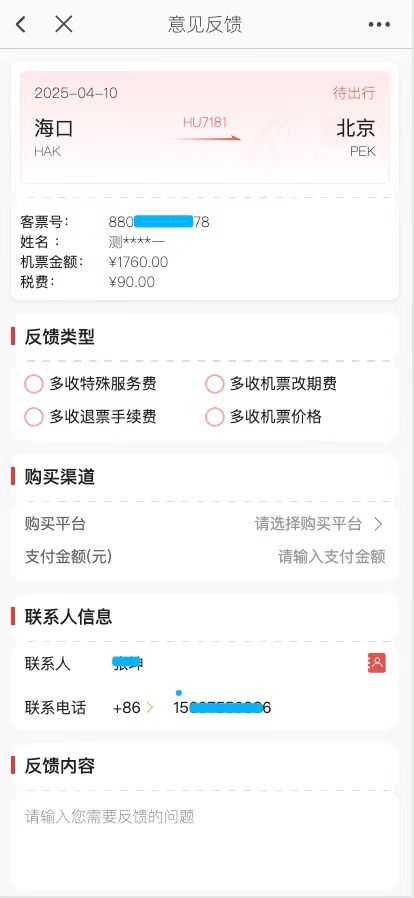 意见反馈
2025-04-10 待出行
海口 HU7181 北京
HAK PEK
客票号： 880 78
姓名 ： 测****一
机票金额： ¥1760.00
税费： ¥90.00
反馈类型
多收特殊服务费 多收机票改期费
多收退票手续费 多收机票价格
购买渠道
购买平台 请选择购买平台
支付金额(元) 请输入支付金额
联系人信息
联系人
联系电话 +86 15 6
反馈内容
请输入您需要反馈的问题